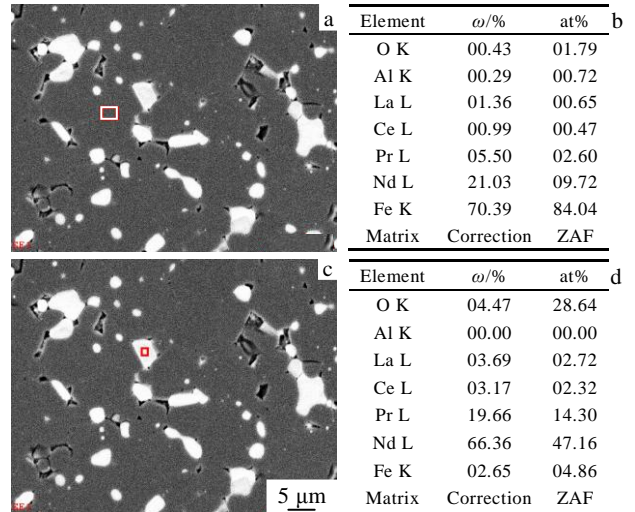 a
Element ω/% at% b
O K 00.43 01.79
Al K 00.29 00.72
La L 01.36 00.65
Ce L 00.99 00.47
Pr L 05.50 02.60
Nd L 21.03 09.72
Fe K 70.39 84.04
Matrix Correction ZAF
c
Element ω/% at% d
O K 04.47 28.64
Al K 00.00 00.00
La L 03.69 02.72
Ce L 03.17 02.32
Pr L 19.66 14.30
Nd L 66.36 47.16
Fe K 02.65 04.86
Matrix Correction ZAF
5 μm